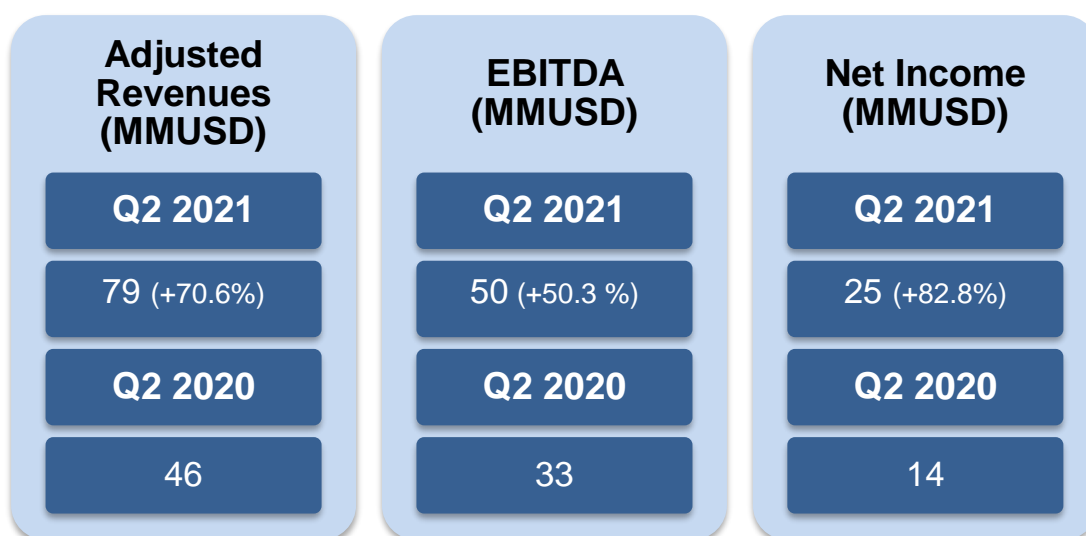 Adjusted
Revenues
(MMUSD)
Q2 2021
79 (+70.6%)
Q2 2020
46
EBITDA
(MMUSD)
Q2 2021
50 (+50.3 %)
Q2 2020
33
Net Income
(MMUSD)
Q2 2021
25 (+82.8%)
Q2 2020
14